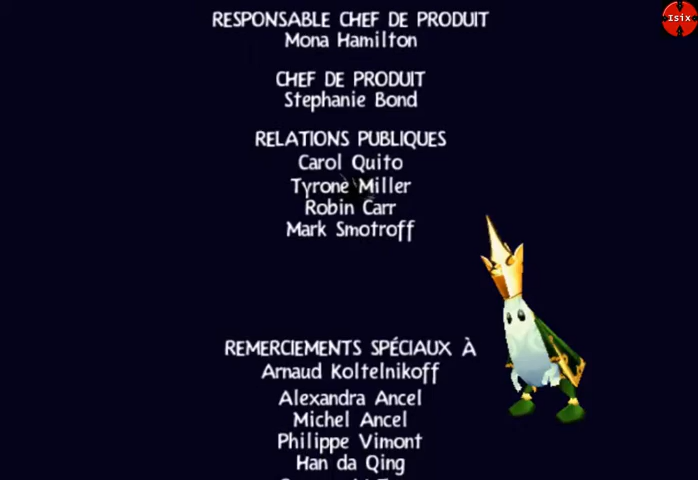 Isix
RESPONSABLE CHEF DE PRODUIT
Mona Hamilton
CHEF DE PRODUIT
Stephanie Bond
RELATIONS PUBLIQUES
Carol Quito
Tyrone Miller
Robin Carr
Mark Smotroff
REMERCIEMENTS SPÉCIAUX À
Arnaud Koltelnikoff
Alexandra Ancel
Michel Ancel
Philippe Vimont
Han da Qing